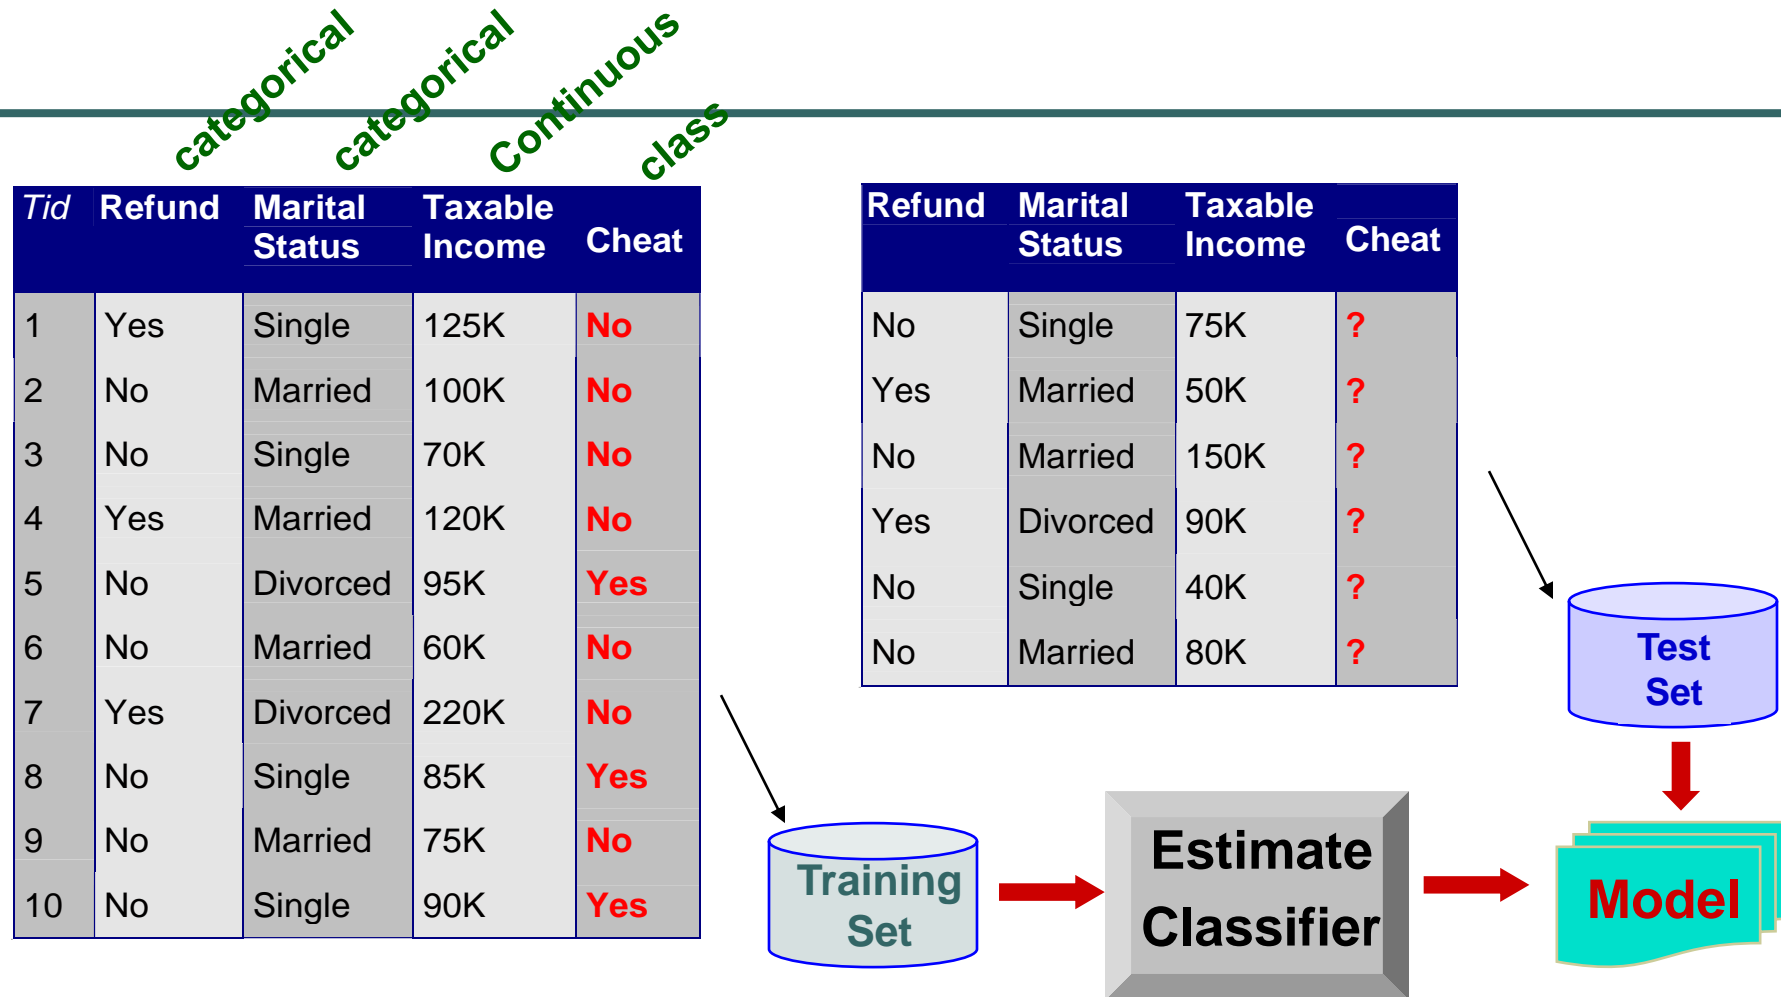 categorical
categorical
Continuous
class
Tid Refund Marital Status Taxable Income Cheat
1 Yes Single 125K No
2 No Married 100K No
3 No Single 70K No
4 Yes Married 120K No
5 No Divorced 95K Yes
6 No Married 60K No
7 Yes Divorced 220K No
8 No Single 85K Yes
9 No Married 75K No
10 No Single 90K Yes
Refund Marital Status Taxable Income Cheat
No Single 75K ?
Yes Married 50K ?
No Married 150K ?
Yes Divorced 90K ?
No Single 40K ?
No Married 80K ?
Test
Set
Training
Set
Estimate
Classifier
Model